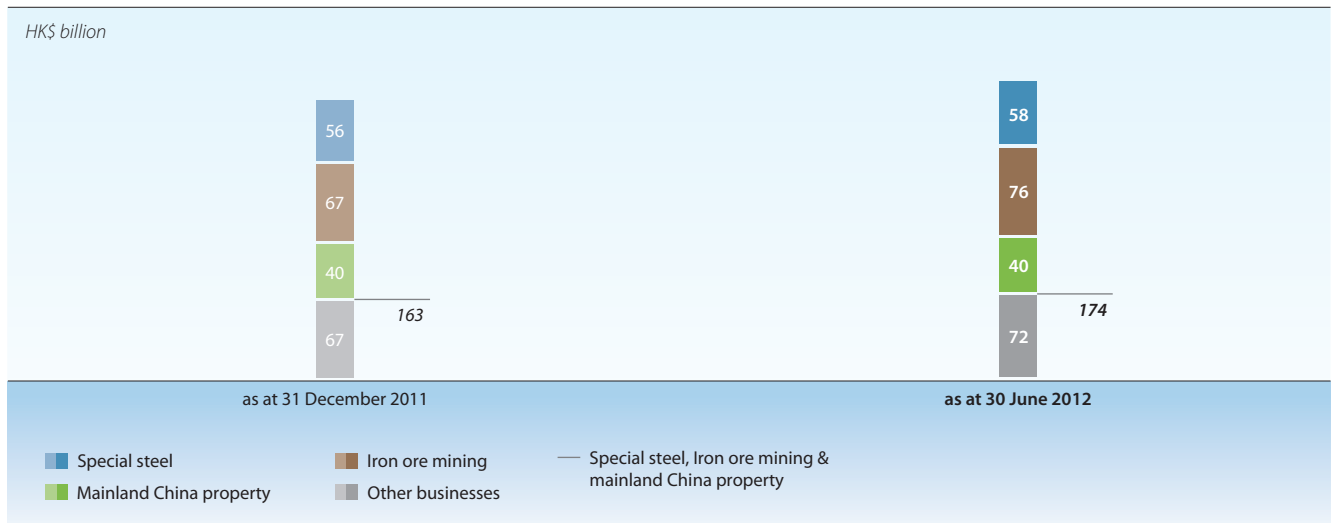 HK$ billion
56
67
40
163
67
58
76
40
174
72
as at 31 December 2011
as at 30 June 2012
Special steel
Iron ore mining
Special steel, Iron ore mining &
mainland China property
Mainland China property
Other businesses